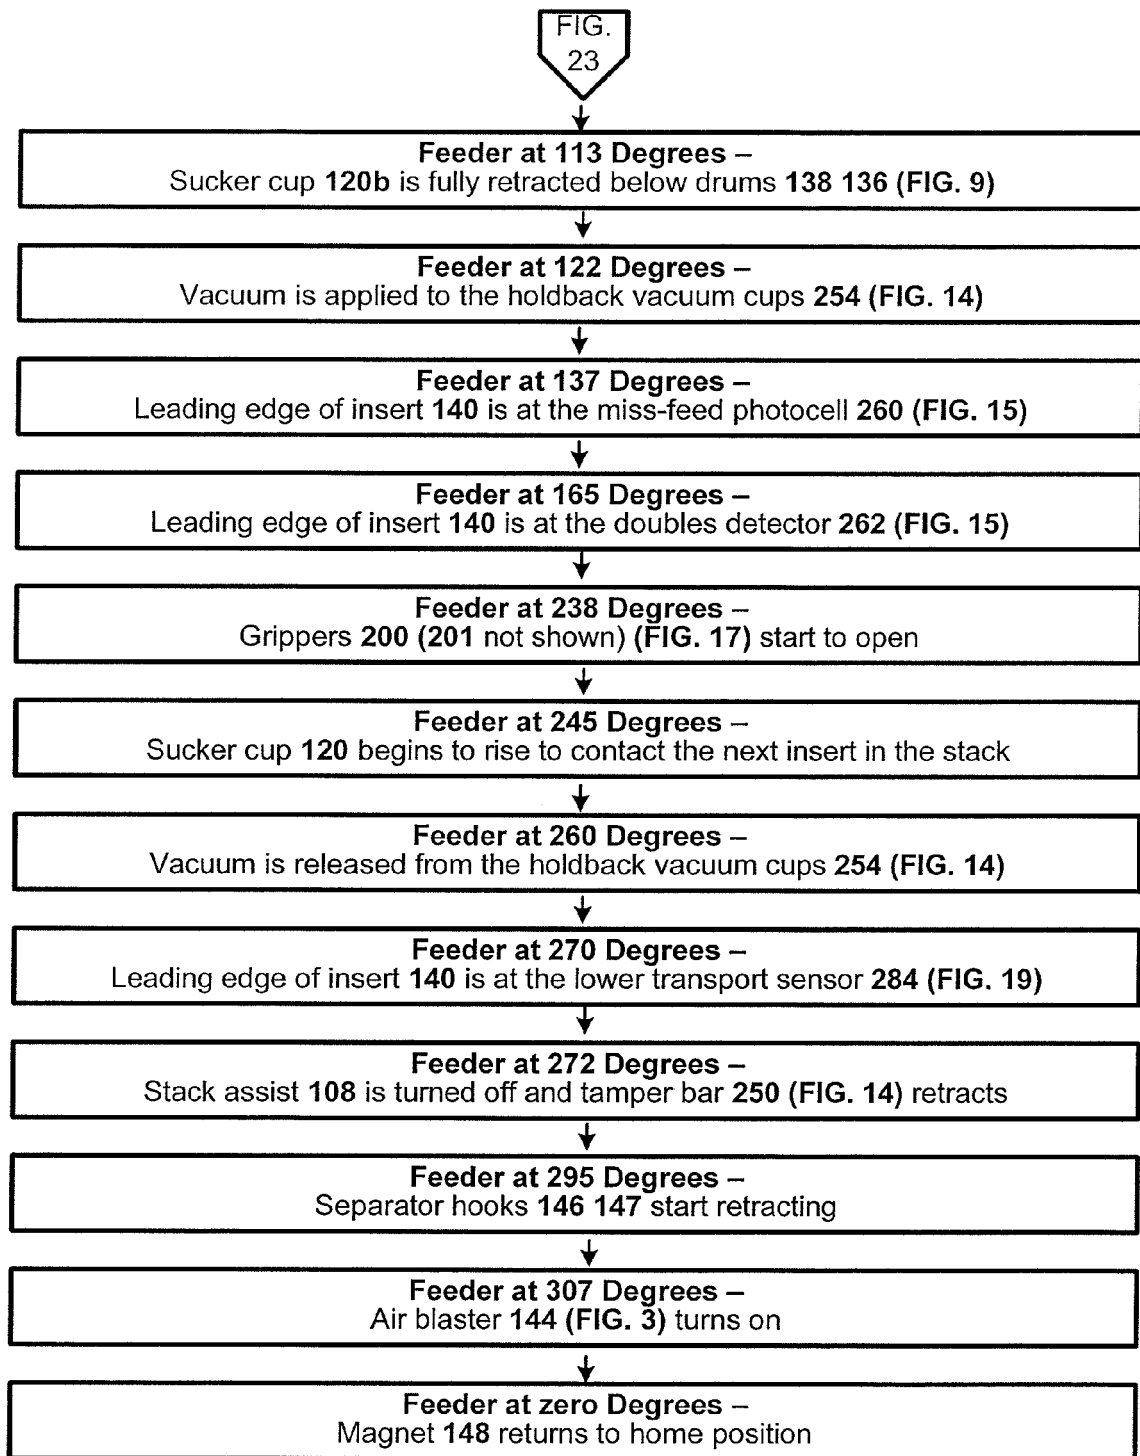 FIG.
23
Feeder at 113 Degrees –
Sucker cup 120b is fully retracted below drums 138 136 (FIG. 9)
Feeder at 122 Degrees –
Vacuum is applied to the holdback vacuum cups 254 (FIG. 14)
Feeder at 137 Degrees –
Leading edge of insert 140 is at the miss-feed photocell 260 (FIG. 15)
Feeder at 165 Degrees –
Leading edge of insert 140 is at the doubles detector 262 (FIG. 15)
Feeder at 238 Degrees –
Grippers 200 (201 not shown) (FIG. 17) start to open
Feeder at 245 Degrees –
Sucker cup 120 begins to rise to contact the next insert in the stack
Feeder at 260 Degrees –
Vacuum is released from the holdback vacuum cups 254 (FIG. 14)
Feeder at 270 Degrees –
Leading edge of insert 140 is at the lower transport sensor 284 (FIG. 19)
Feeder at 272 Degrees –
Stack assist 108 is turned off and tamper bar 250 (FIG. 14) retracts
Feeder at 295 Degrees –
Separator hooks 146 147 start retracting
Feeder at 307 Degrees –
Air blaster 144 (FIG. 3) turns on
Feeder at zero Degrees –
Magnet 148 returns to home position